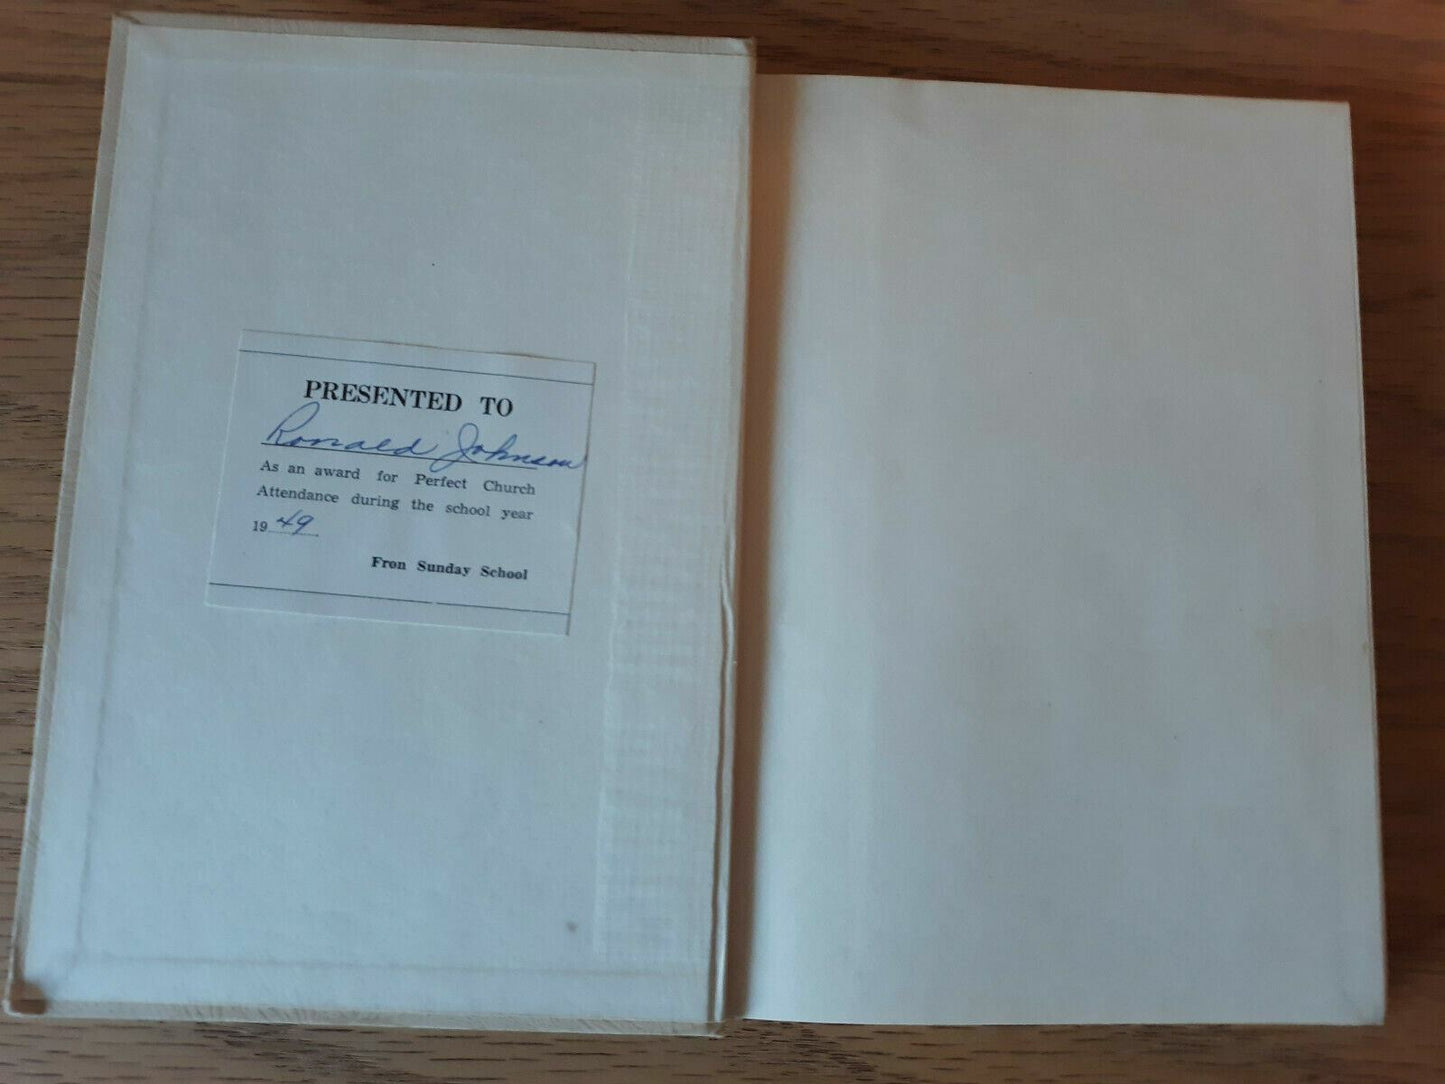 PRESENTED TO
Ronald Johnson
As an award for Perfect Church
Attendance during the school year
1949
Fron Sunday School